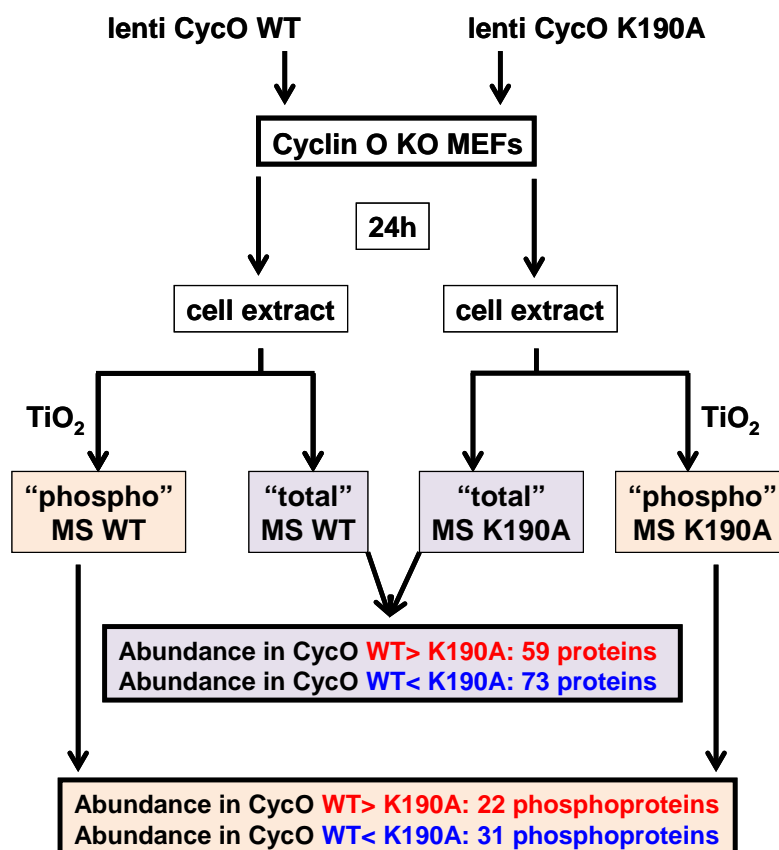 lenti CycO WT
lenti CycO K190A
Cyclin O KO MEFs
24h
cell extract
cell extract
TiO₂
TiO₂
“phospho”
MS WT
“total”
MS WT
“total”
MS K190A
“phospho”
MS K190A
Abundance in CycO WT> K190A: 59 proteins
Abundance in CycO WT< K190A: 73 proteins
Abundance in CycO WT> K190A: 22 phosphoproteins
Abundance in CycO WT< K190A: 31 phosphoproteins